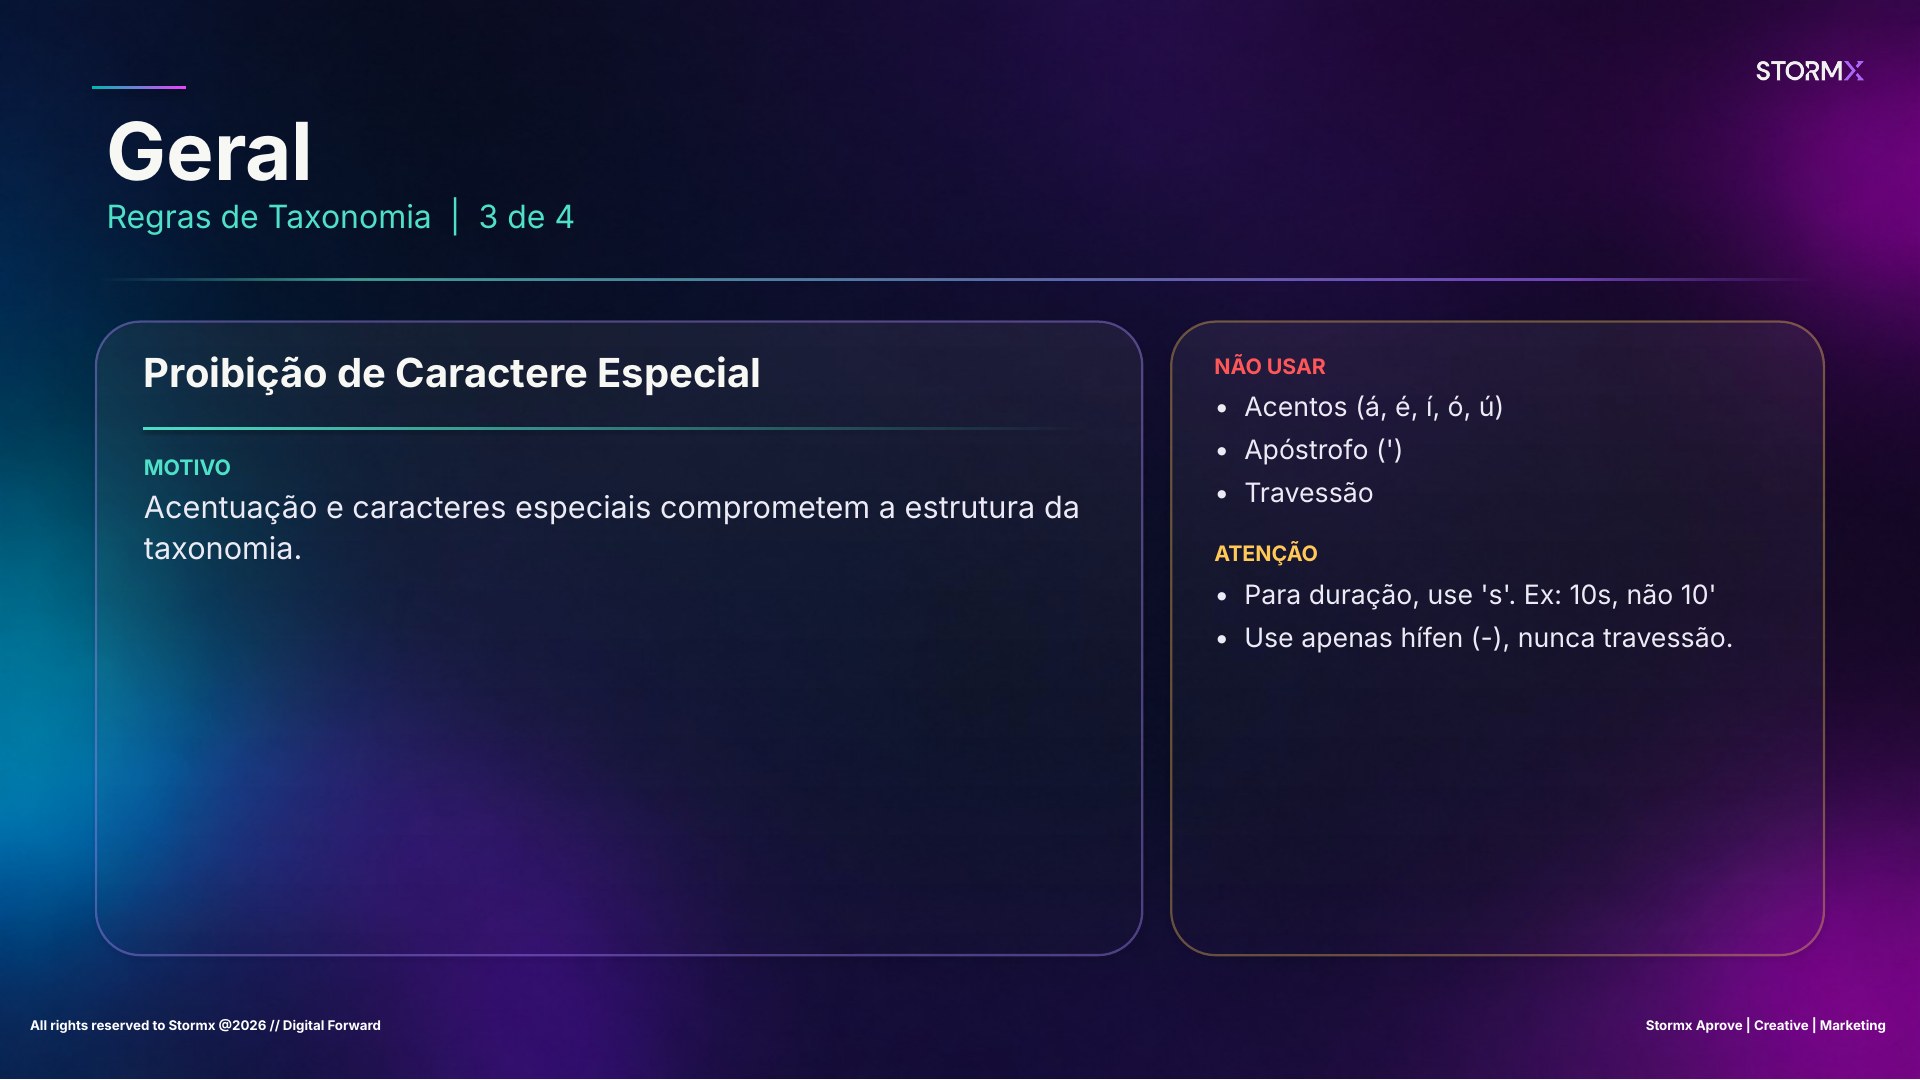 STORMX
Geral
Regras de Taxonomia | 3 de 4
Proibição de Caractere Especial
MOTIVO
Acentuação e caracteres especiais comprometem a estrutura da
taxonomia.
NÃO USAR
• Acentos (á, é, í, ó, ú)
• Apóstrofo (')
• Travessão
ATENÇÃO
• Para duração, use 's'. Ex: 10s, não 10'
• Use apenas hífen (-), nunca travessão.
All rights reserved to Stormx @2026 // Digital Forward
Stormx Aprove | Creative | Marketing